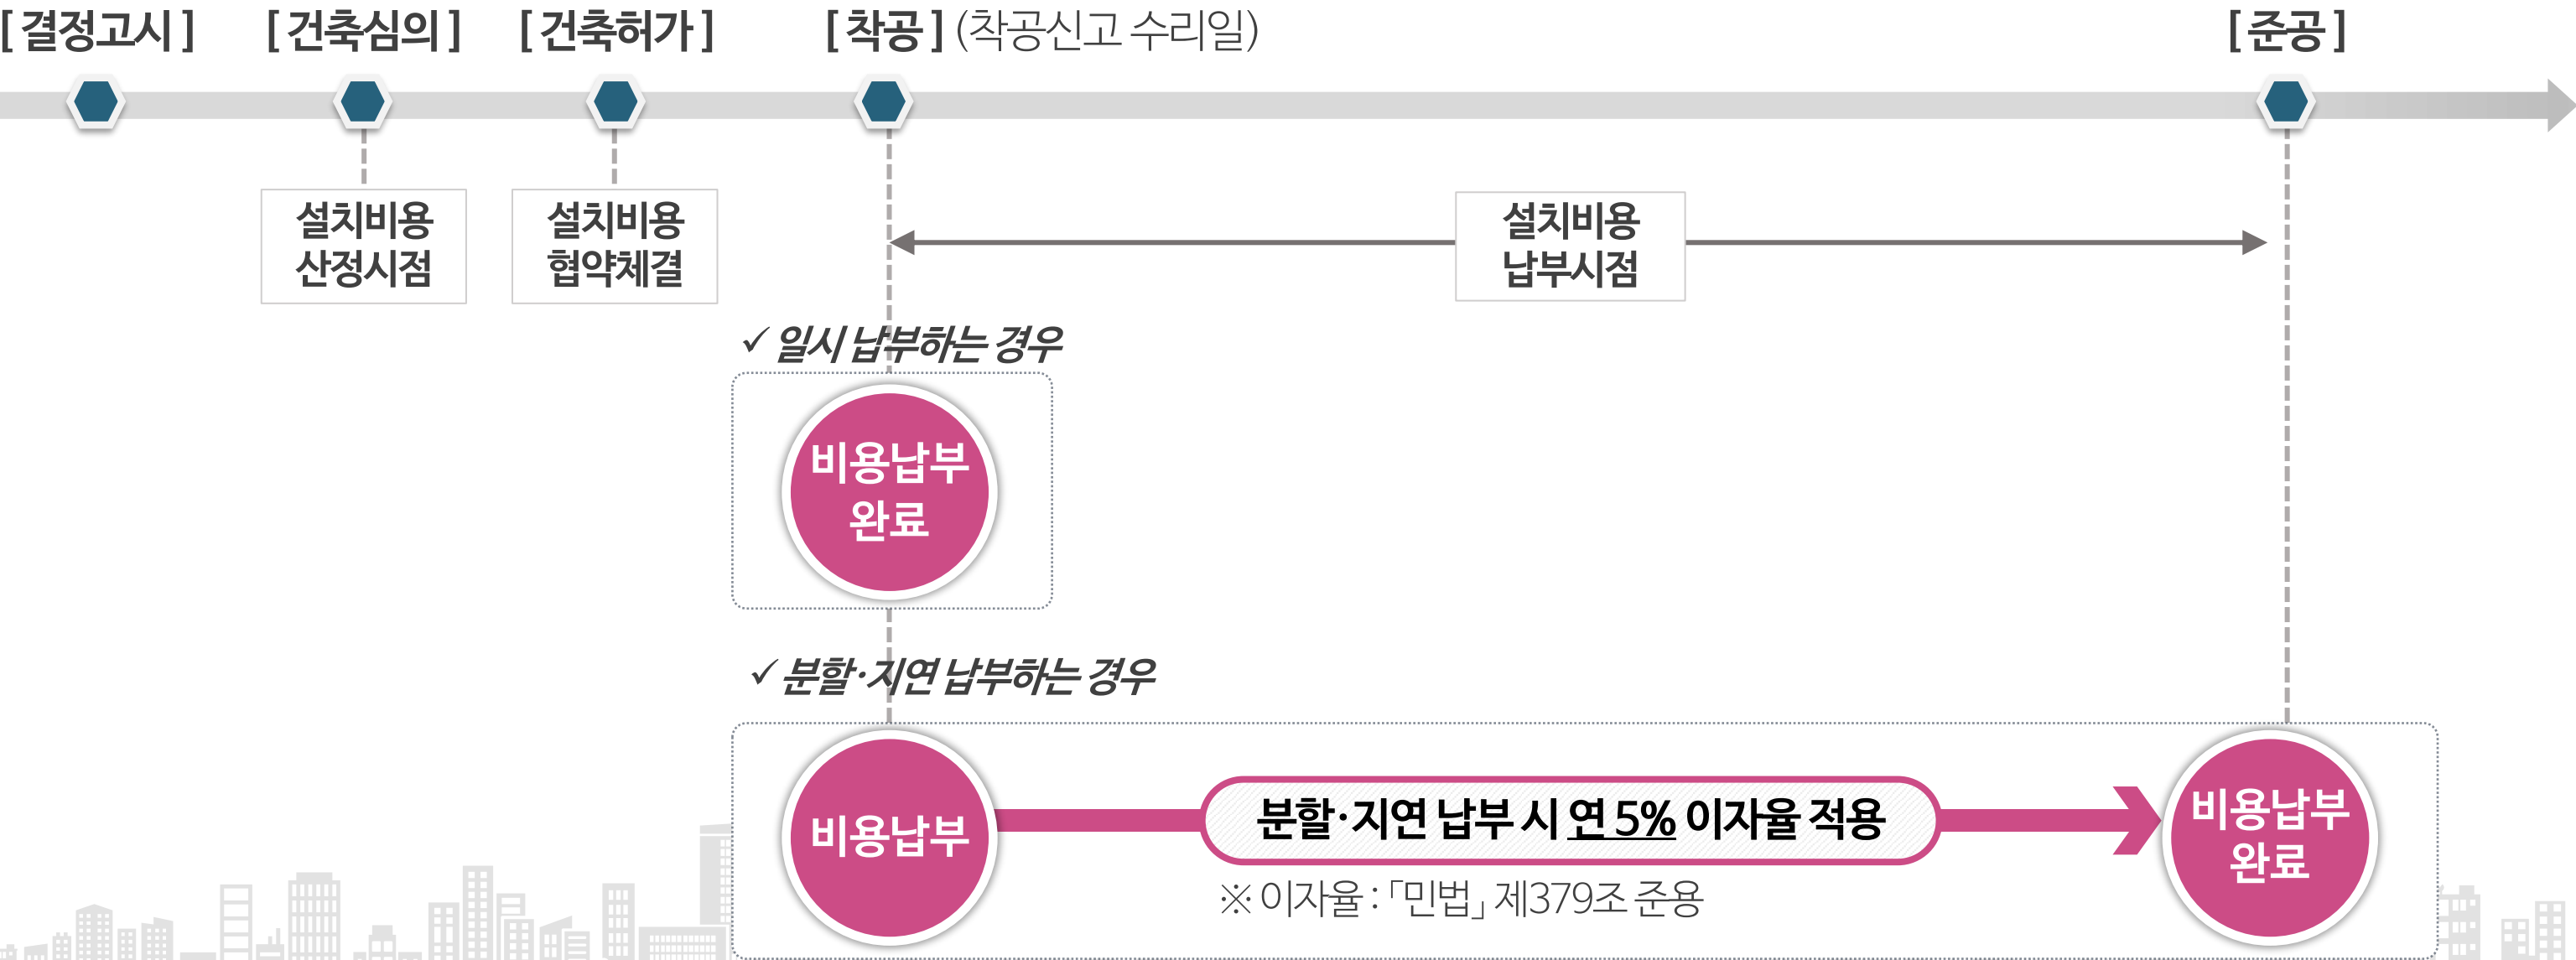 [ 결정고시 ]
[ 건축심의 ]
[ 건축허가 ]
[ 착공 ] (착공신고 수리일)
[ 준공 ]
설치비용
산정시점
설치비용
협약체결
설치비용
납부시점
✓ 일시 납부하는 경우
비용납부
완료
✓ 분할·지연 납부하는 경우
비용납부
분할·지연 납부 시 연 5% 이자율 적용
※ 이자율 : 「민법」 제379조 준용
비용납부
완료